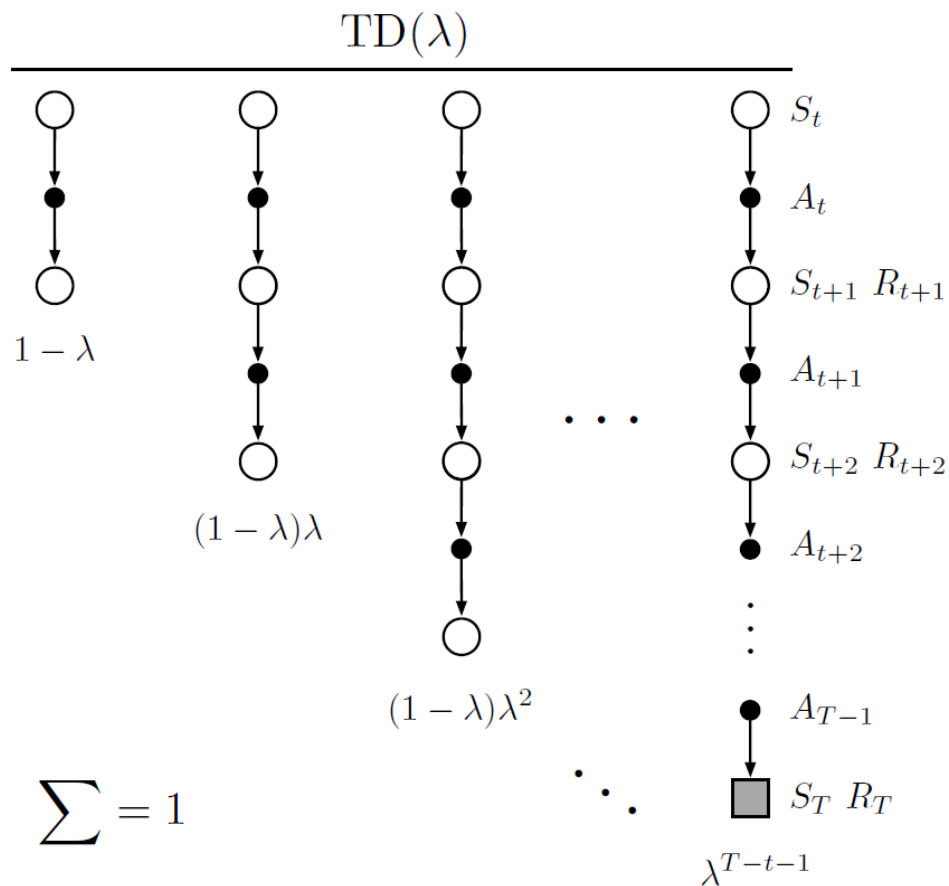 TD(λ)
S_t
A_t
S_{t+1} R_{t+1}
1 − λ
A_{t+1}
. . .
S_{t+2} R_{t+2}
(1 − λ)λ
A_{t+2}
(1 − λ)λ^2
A_{T−1}
∑ = 1
S_T R_T
λ^{T−t−1}